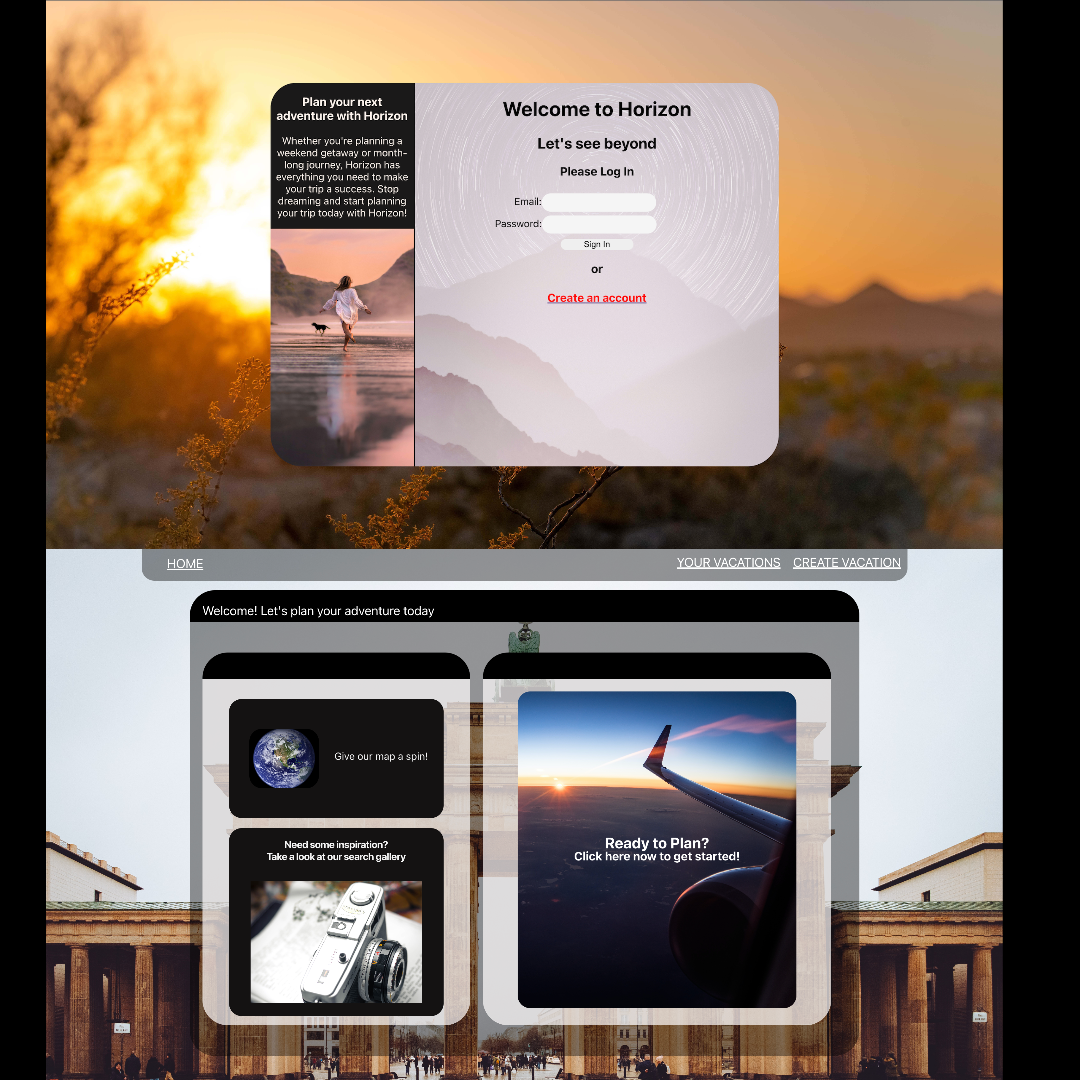 Plan your next
adventure with Horizon
Whether you're planning a
weekend getaway or month-
long journey, Horizon has
everything you need to make
your trip a success. Stop
dreaming and start planning
your trip today with Horizon!
Welcome to Horizon
Let's see beyond
Please Log In
Email:
Password:
Sign In
or
Create an account
HOME
YOUR VACATIONS
CREATE VACATION
Welcome! Let's plan your adventure today
Give our map a spin!
Need some inspiration?
Take a look at our search gallery
Ready to Plan?
Click here now to get started!